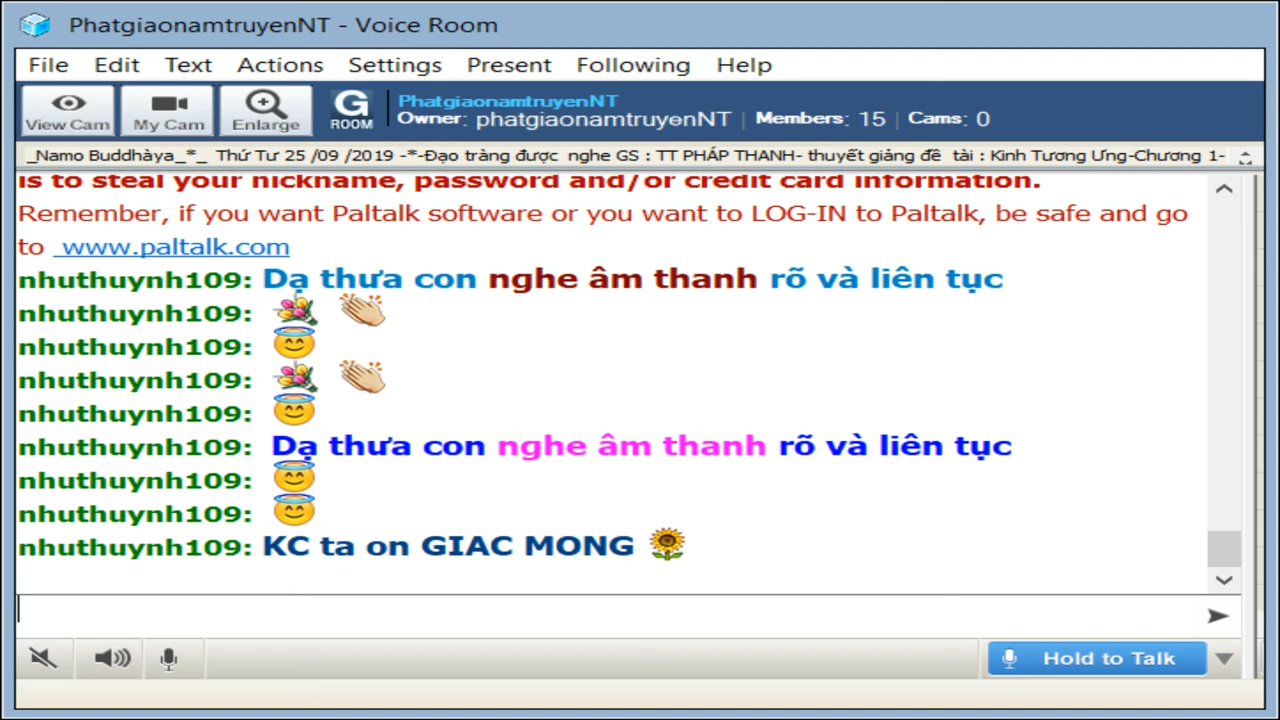 PhatgiaonamtruyenNT - Voice Room
File Edit Text Actions Settings Present Following Help
View Cam My Cam Enlarge G ROOM PhatgiaonamtruyenNT
Owner: phatgiaonamtruyenNT | Members: 15 | Cams: 0
_Namo Buddhàya_*_ Thứ Tư 25 /09 /2019 -*-Đạo tràng được nghe GS : TT PHÁP THANH- thuyết giảng đề tài : Kinh Tương Ưng-Chương 1-
is to steal your nickname, password and/or credit card information.
Remember, if you want Paltalk software or you want to LOG-IN to Paltalk, be safe and go
to www.paltalk.com
nhuthuynh109: Dạ thưa con nghe âm thanh rõ và liên tục
nhuthuynh109:
nhuthuynh109:
nhuthuynh109:
nhuthuynh109:
nhuthuynh109: Dạ thưa con nghe âm thanh rõ và liên tục
nhuthuynh109:
nhuthuynh109:
nhuthuynh109: KC ta on GIAC MONG
Hold to Talk